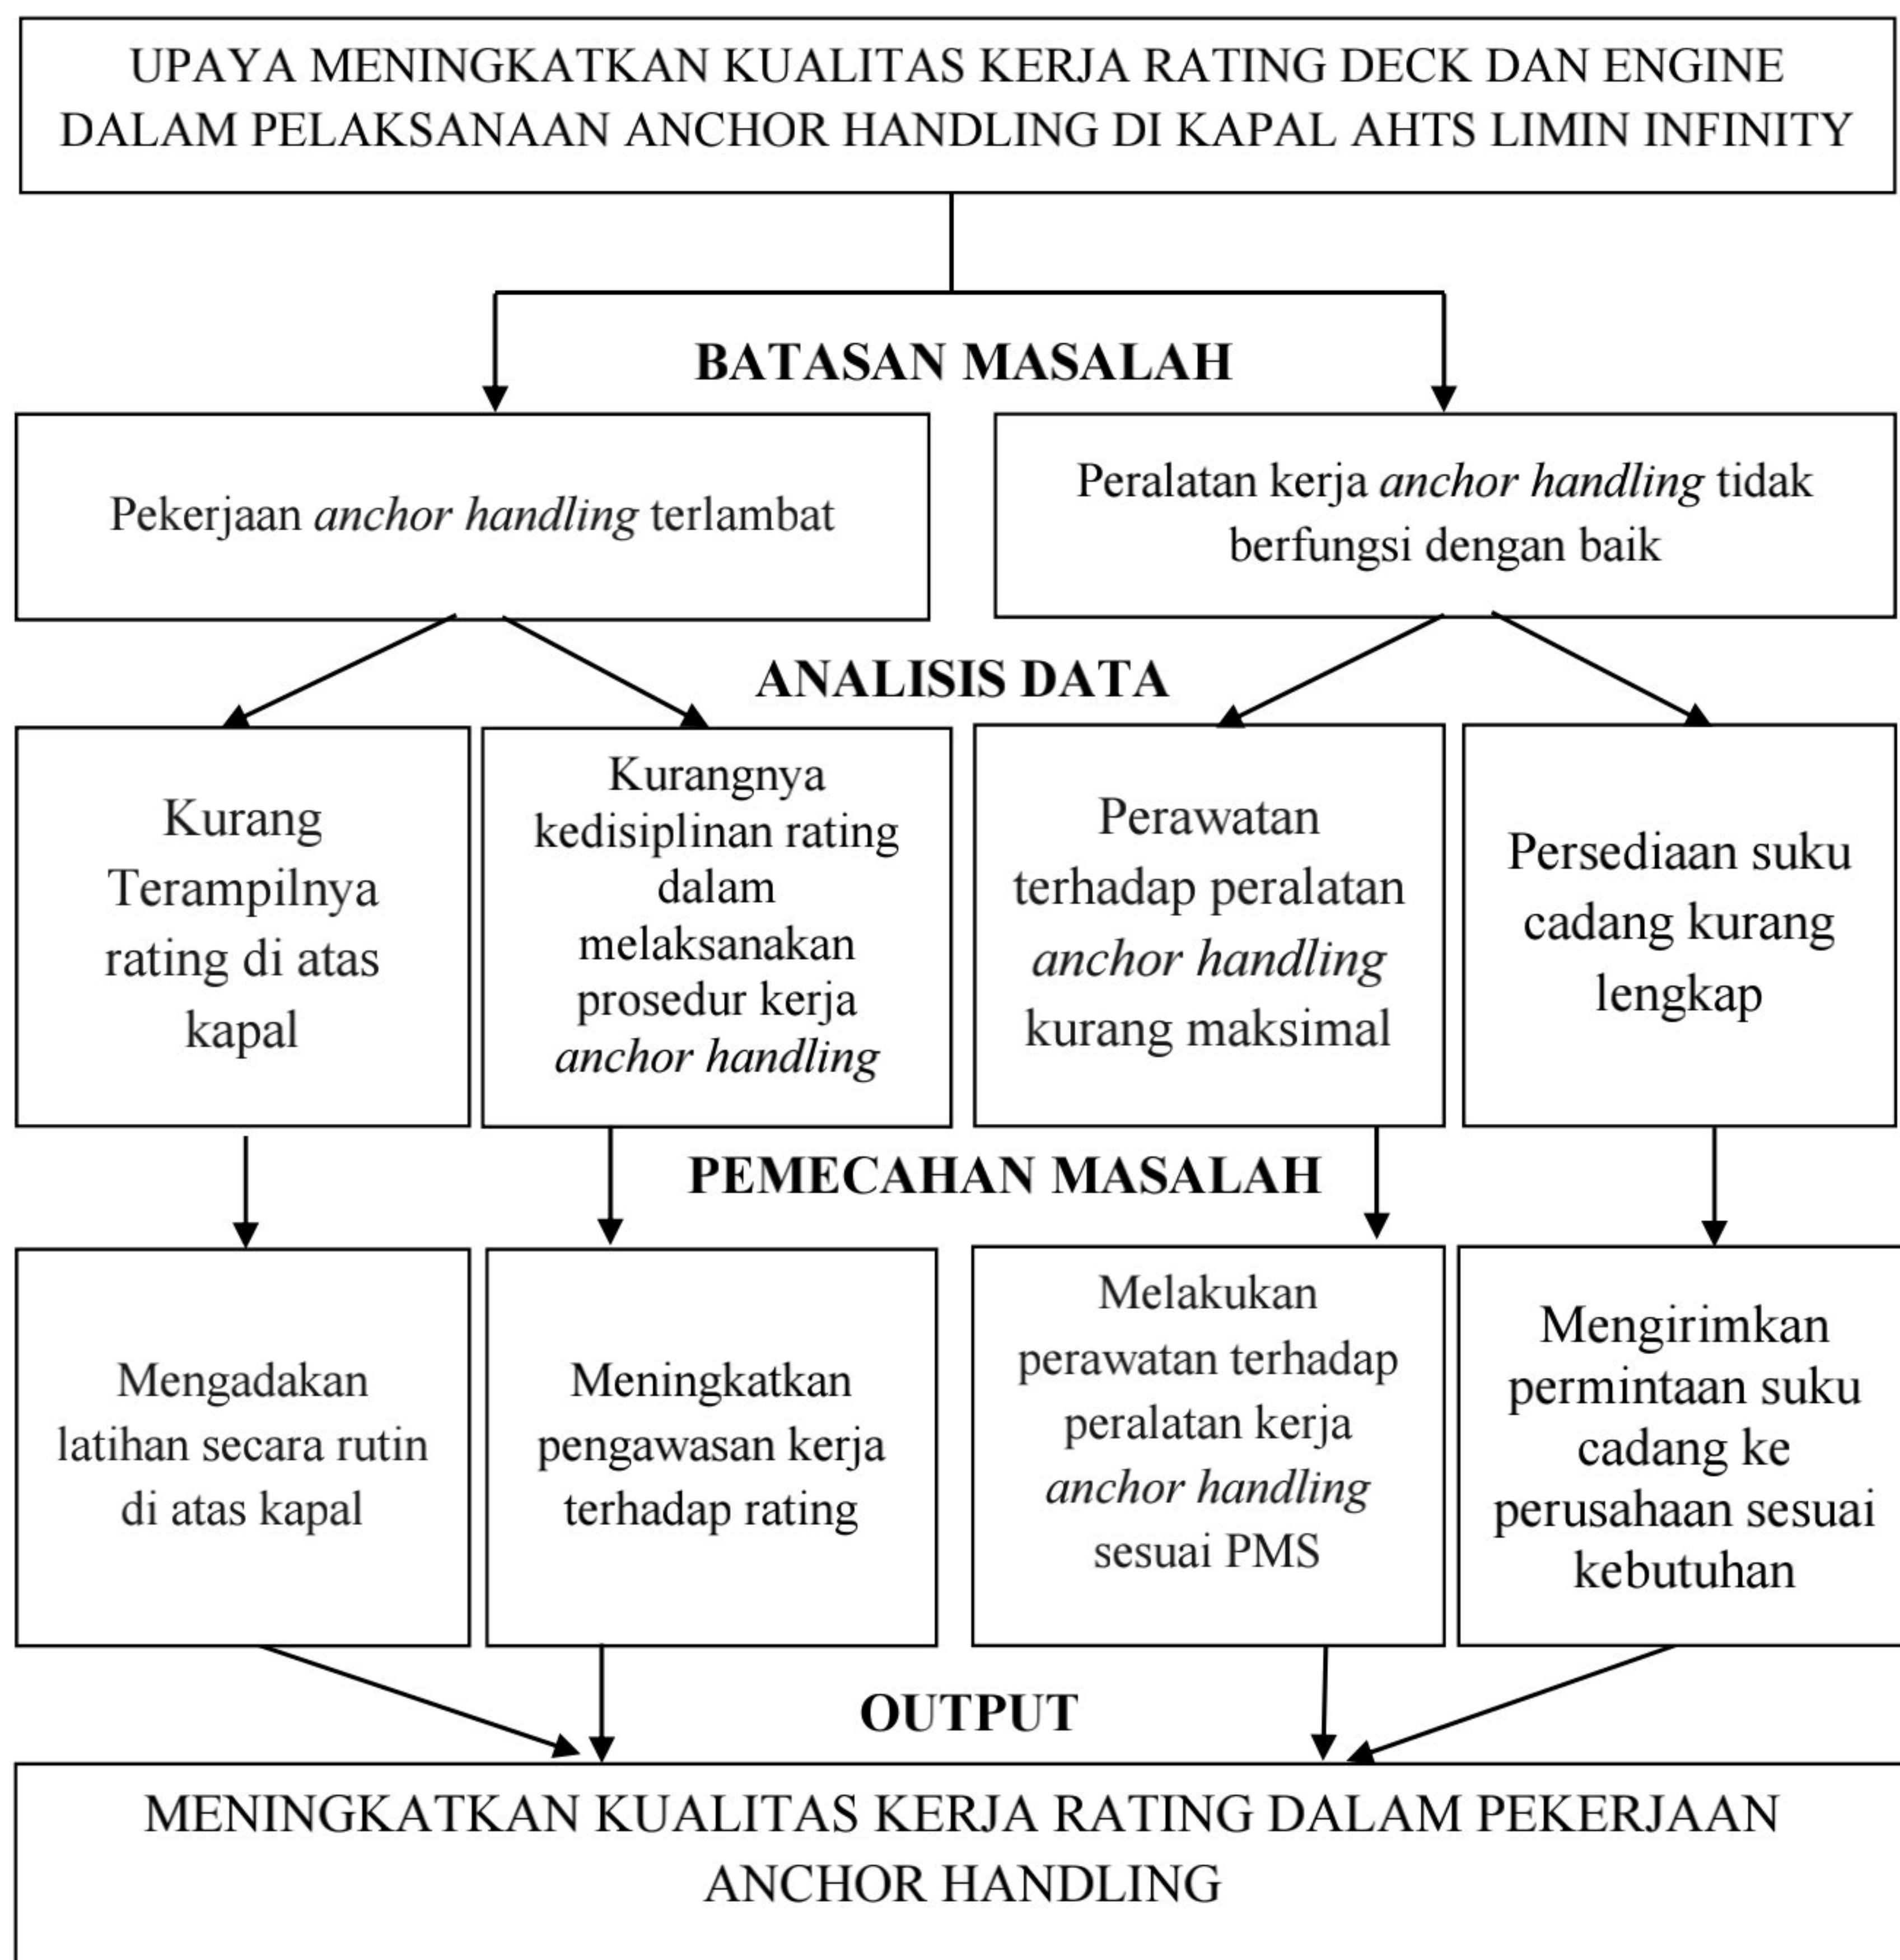 UPAYA MENINGKATKAN KUALITAS KERJA RATING DECK DAN ENGINE
DALAM PELAKSANAAN ANCHOR HANDLING DI KAPAL AHTS LIMIN INFINITY
BATASAN MASALAH
Pekerjaan anchor handling terlambat
Peralatan kerja anchor handling tidak
berfungsi dengan baik
ANALISIS DATA
Kurang
Terampilnya
rating di atas
kapal
Kurangnya
kedisiplinan rating
dalam
melaksanakan
prosedur kerja
anchor handling
Perawatan
terhadap peralatan
anchor handling
kurang maksimal
Persediaan suku
cadang kurang
lengkap
PEMECAHAN MASALAH
Mengadakan
latihan secara rutin
di atas kapal
Meningkatkan
pengawasan kerja
terhadap rating
Melakukan
perawatan terhadap
peralatan kerja
anchor handling
sesuai PMS
Mengirimkan
permintaan suku
cadang ke
perusahaan sesuai
kebutuhan
OUTPUT
MENINGKATKAN KUALITAS KERJA RATING DALAM PEKERJAAN
ANCHOR HANDLING